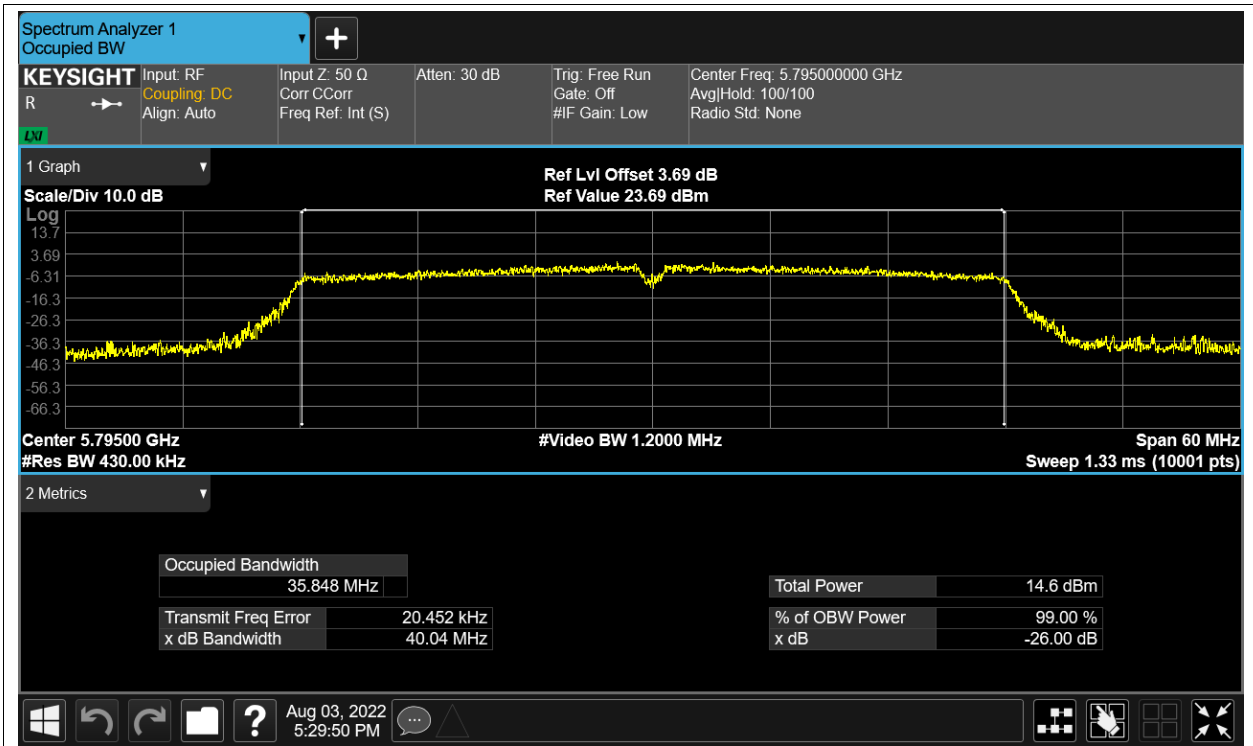 Spectrum Analyzer 1
Occupied BW
KEYSIGHT
R
LXI
Input: RF
Coupling: DC
Align: Auto
Input Z: 50 Ω
Corr CCorr
Freq Ref: Int (S)
Atten: 30 dB
Trig: Free Run
Gate: Off
#IF Gain: Low
Center Freq: 5.795000000 GHz
Avg|Hold: 100/100
Radio Std: None
1 Graph
Scale/Div 10.0 dB
Ref Lvl Offset 3.69 dB
Ref Value 23.69 dBm
Log
13.7
3.69
-6.31
-16.3
-26.3
-36.3
-46.3
-56.3
-66.3
Center 5.79500 GHz
#Video BW 1.2000 MHz
Span 60 MHz
#Res BW 430.00 kHz
Sweep 1.33 ms (10001 pts)
2 Metrics
Occupied Bandwidth
35.848 MHz
Total Power 14.6 dBm
Transmit Freq Error 20.452 kHz
% of OBW Power 99.00 %
x dB Bandwidth 40.04 MHz
x dB -26.00 dB
?
Aug 03, 2022
5:29:50 PM